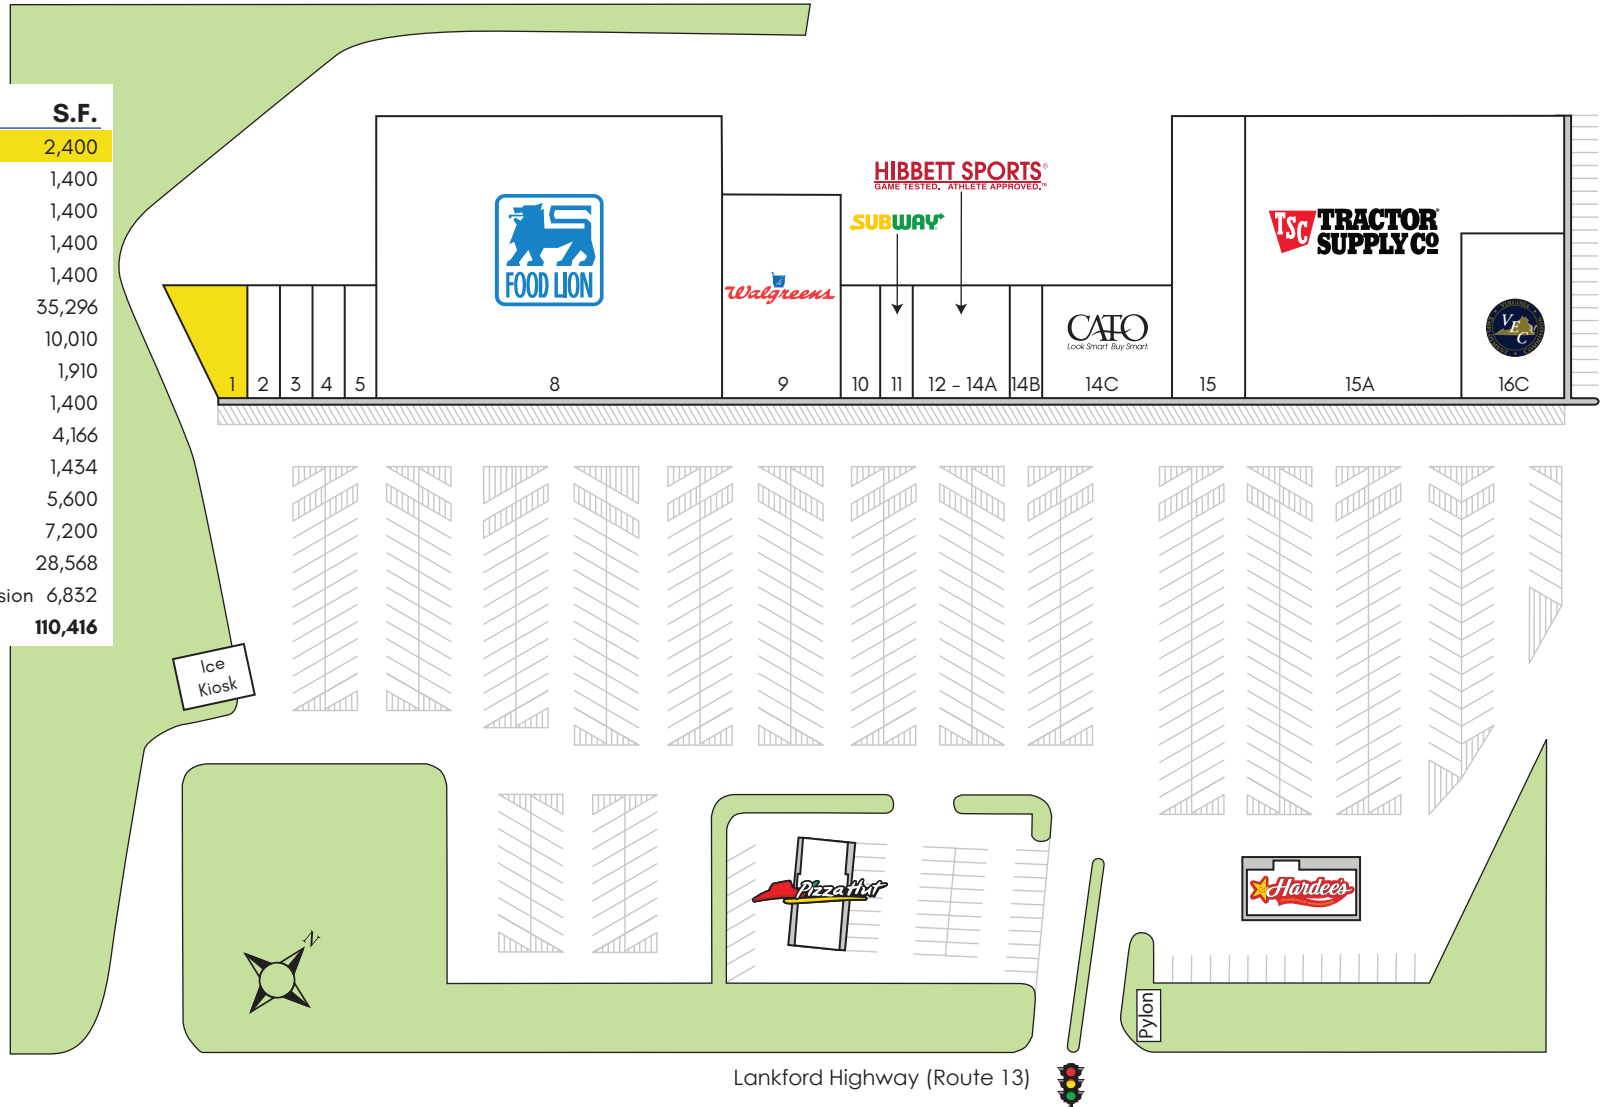 S.F.
2,400
1,400
1,400
1,400
1,400
35,296
10,010
1,910
1,400
4,166
1,434
5,600
7,200
28,568
sion 6,832
110,416
HIBBETT SPORTS®
GAME TESTED. ATHLETE APPROVED.™
SUBWAY
FOOD LION
Walgreens
CATO
Look Smart Buy Smart.
TSC TRACTOR
SUPPLY CO
VIRGINIA
VEC
1 2 3 4 5 8 9 10 11 12 - 14A 14B 14C 15 15A 16C
Ice
Kiosk
Pizza Hut
Hardee's
N
Pylon
Lankford Highway (Route 13)